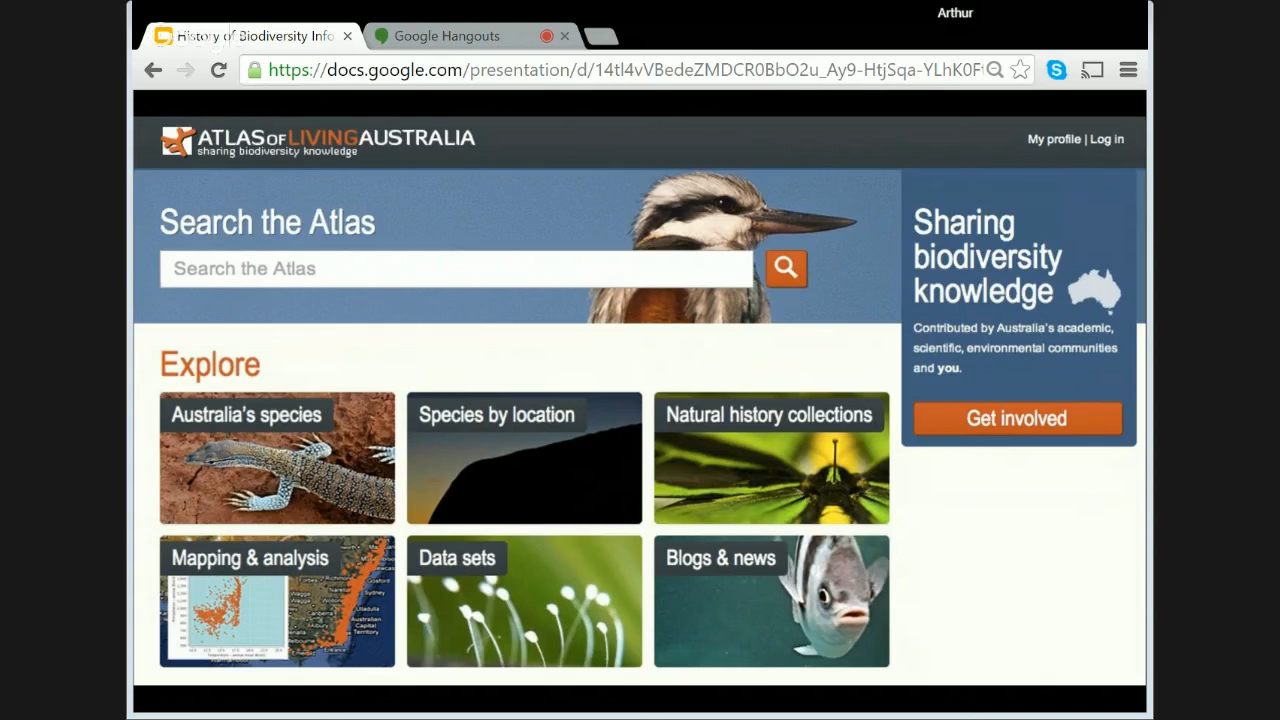 Arthur
History of Biodiversity Info
Google Hangouts
https://docs.google.com/presentation/d/14tl4vVBedeZMDCR0BbO2u_Ay9-HtjSqa-YLhK0Ft
ATLAS OF LIVING AUSTRALIA
sharing biodiversity knowledge
My profile | Log in
Search the Atlas
Search the Atlas
Sharing
biodiversity
knowledge
Contributed by Australia's academic,
scientific, environmental communities
and you.
Get involved
Explore
Australia's species
Species by location
Natural history collections
Mapping & analysis
Data sets
Blogs & news